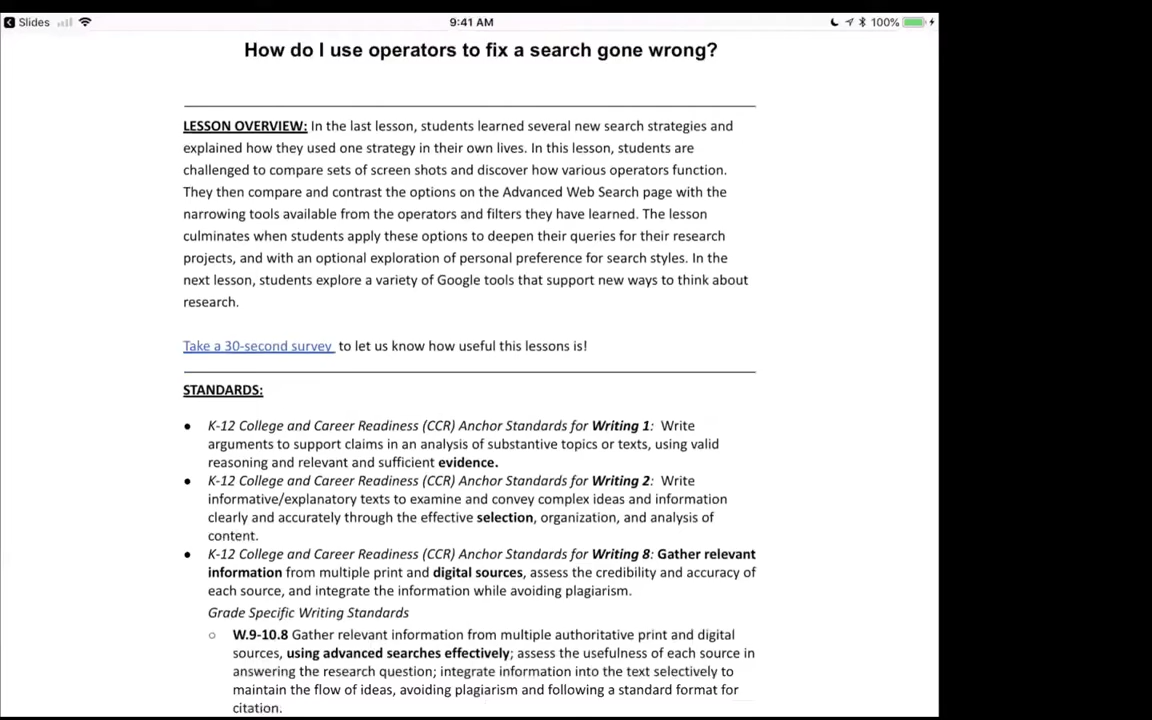 Slides
9:41 AM
100%
How do I use operators to fix a search gone wrong?
LESSON OVERVIEW: In the last lesson, students learned several new search strategies and
explained how they used one strategy in their own lives. In this lesson, students are
challenged to compare sets of screen shots and discover how various operators function.
They then compare and contrast the options on the Advanced Web Search page with the
narrowing tools available from the operators and filters they have learned. The lesson
culminates when students apply these options to deepen their queries for their research
projects, and with an optional exploration of personal preference for search styles. In the
next lesson, students explore a variety of Google tools that support new ways to think about
research.
Take a 30-second survey to let us know how useful this lessons is!
STANDARDS:
● K-12 College and Career Readiness (CCR) Anchor Standards for Writing 1: Write
arguments to support claims in an analysis of substantive topics or texts, using valid
reasoning and relevant and sufficient evidence.
● K-12 College and Career Readiness (CCR) Anchor Standards for Writing 2: Write
informative/explanatory texts to examine and convey complex ideas and information
clearly and accurately through the effective selection, organization, and analysis of
content.
● K-12 College and Career Readiness (CCR) Anchor Standards for Writing 8: Gather relevant
information from multiple print and digital sources, assess the credibility and accuracy of
each source, and integrate the information while avoiding plagiarism.
Grade Specific Writing Standards
○ W.9-10.8 Gather relevant information from multiple authoritative print and digital
sources, using advanced searches effectively; assess the usefulness of each source in
answering the research question; integrate information into the text selectively to
maintain the flow of ideas, avoiding plagiarism and following a standard format for
citation.